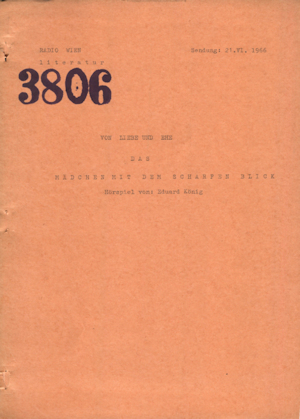 RADIO WIEN
Sendung: 21.VI. 1966
Literatur
3806
VON LIEBE UND EHE
DAS
MÄDCHEN MIT DEM SCHARFEN BLICK
Hörspiel von: Eduard König